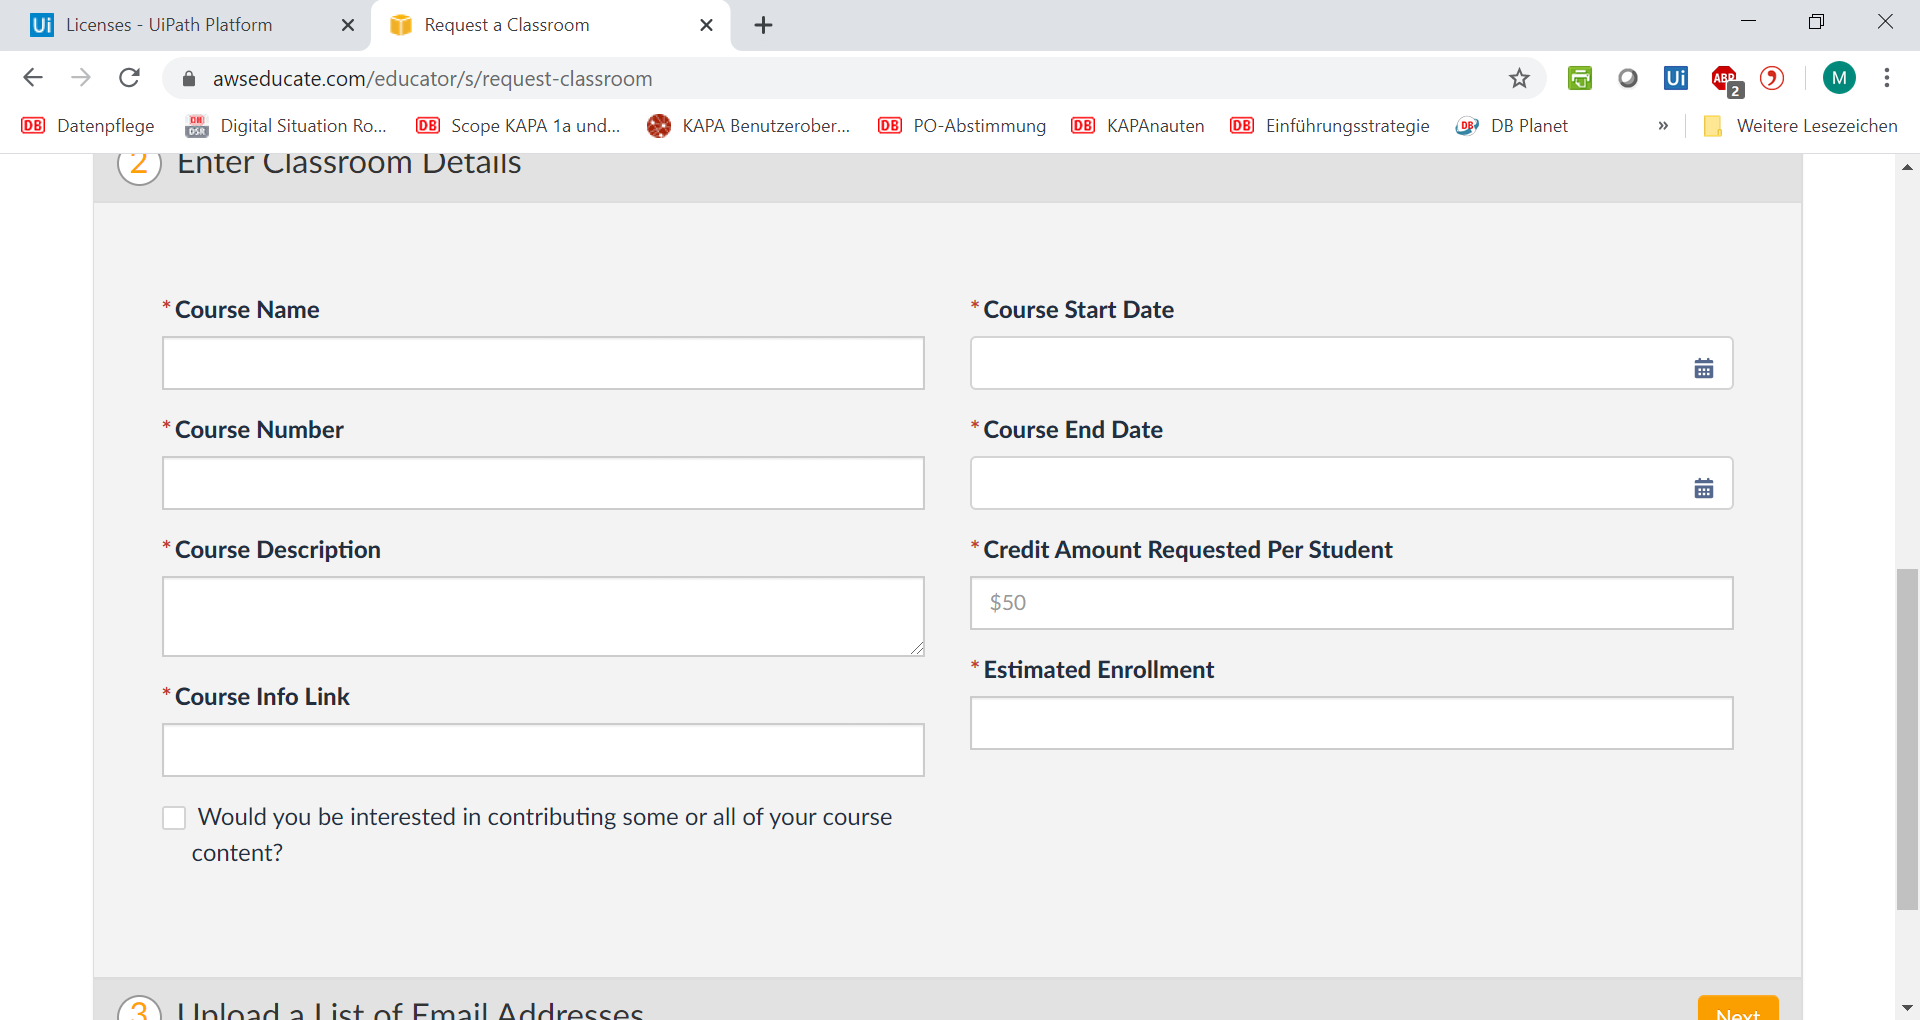 Ui Licenses - UiPath Platform
Request a Classroom
awseducate.com/educator/s/request-classroom
Ui
ABP
2
M
DB Datenpflege
DB DSR Digital Situation Ro...
DB Scope KAPA 1a und...
KAPA Benutzerober...
DB PO-Abstimmung
DB KAPAnauten
DB Einführungsstrategie
DB DB Planet
»
Weitere Lesezeichen
2 Enter Classroom Details
* Course Name
* Course Number
* Course Description
* Course Info Link
Would you be interested in contributing some or all of your course
content?
* Course Start Date
* Course End Date
* Credit Amount Requested Per Student
$50
* Estimated Enrollment
3 Upload a List of Email Addresses
Next